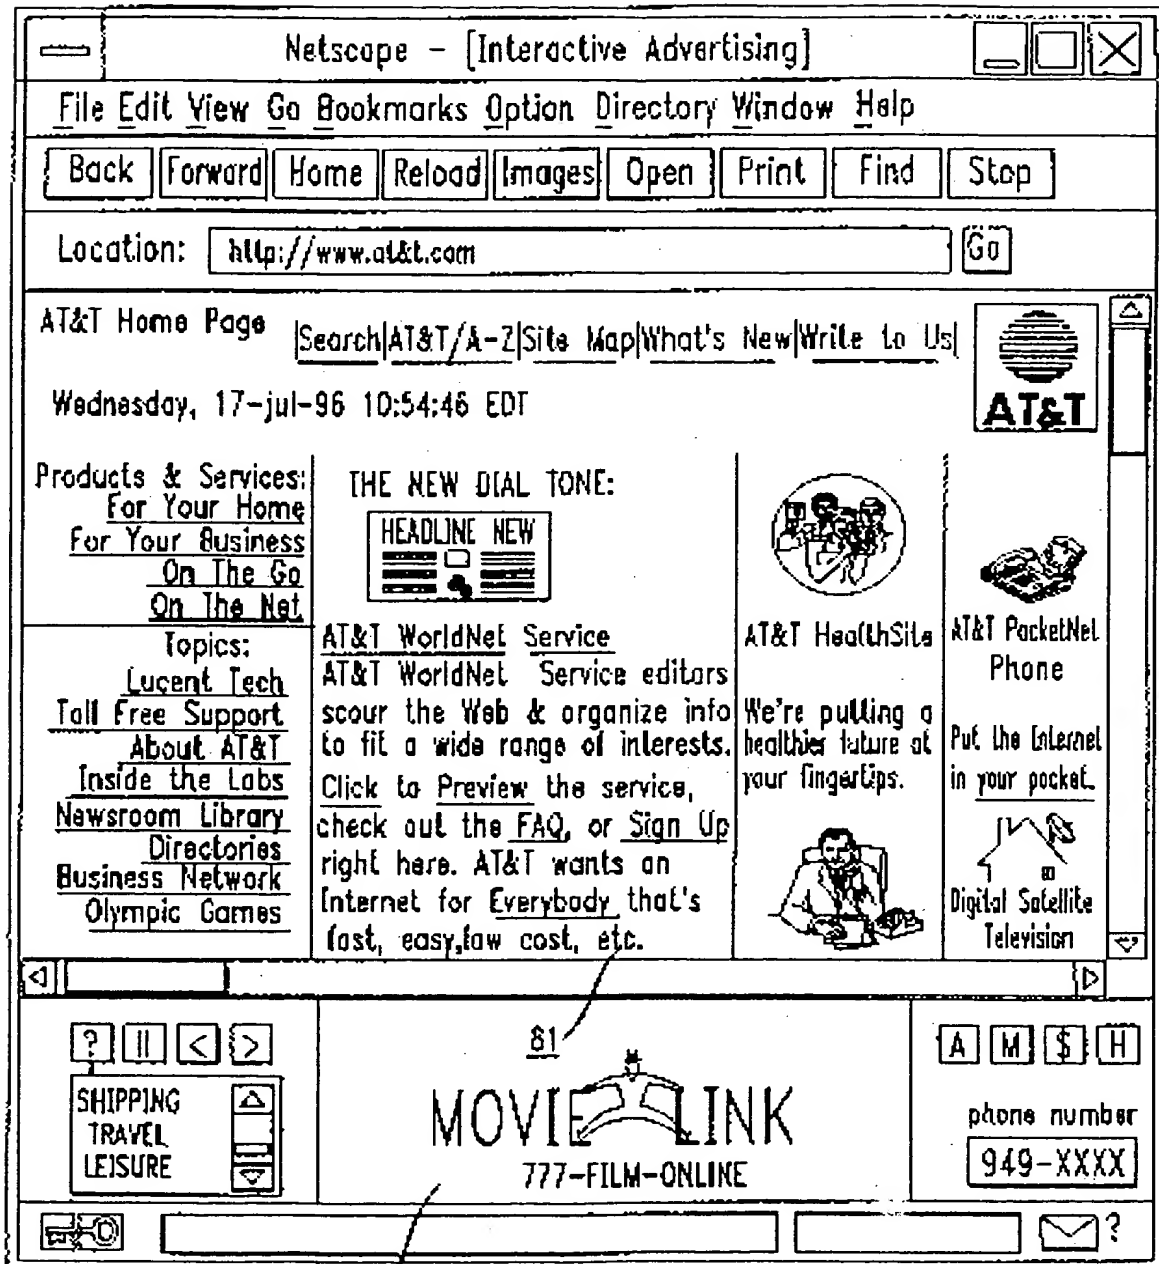 Netscape - [Interactive Advertising]
File Edit View Go Bookmarks Option Directory Window Help
Back Forward Home Reload Images Open Print Find Stop
Location: http://www.at&t.com Go
AT&T Home Page
Search|AT&T/A-Z|Site Map|What's New|Write to Us|
AT&T
Wednesday, 17-jul-96 10:54:46 EDT
Products & Services:
For Your Home
For Your Business
On The Go
On The Net
Topics:
Lucent Tech
Toll Free Support
About AT&T
Inside the Labs
Newsroom Library
Directories
Business Network
Olympic Games
THE NEW DIAL TONE:
HEADLINE NEW
AT&T WorldNet Service
AT&T WorldNet Service editors
scour the Web & organize info
to fit a wide range of interests.
Click to Preview the service,
check out the FAQ, or Sign Up
right here. AT&T wants an
Internet for Everybody that's
fast, easy,low cost, etc.
AT&T HealthSite
We're putting a
healthier future at
your fingertips.
AT&T PocketNet
Phone
Put the Internet
in your pocket.
Digital Satellite
Television
? || < >
SHIPPING
TRAVEL
LEISURE
61
MOVIE LINK
777-FILM-ONLINE
A M $ H
phone number
949-XXXX
?